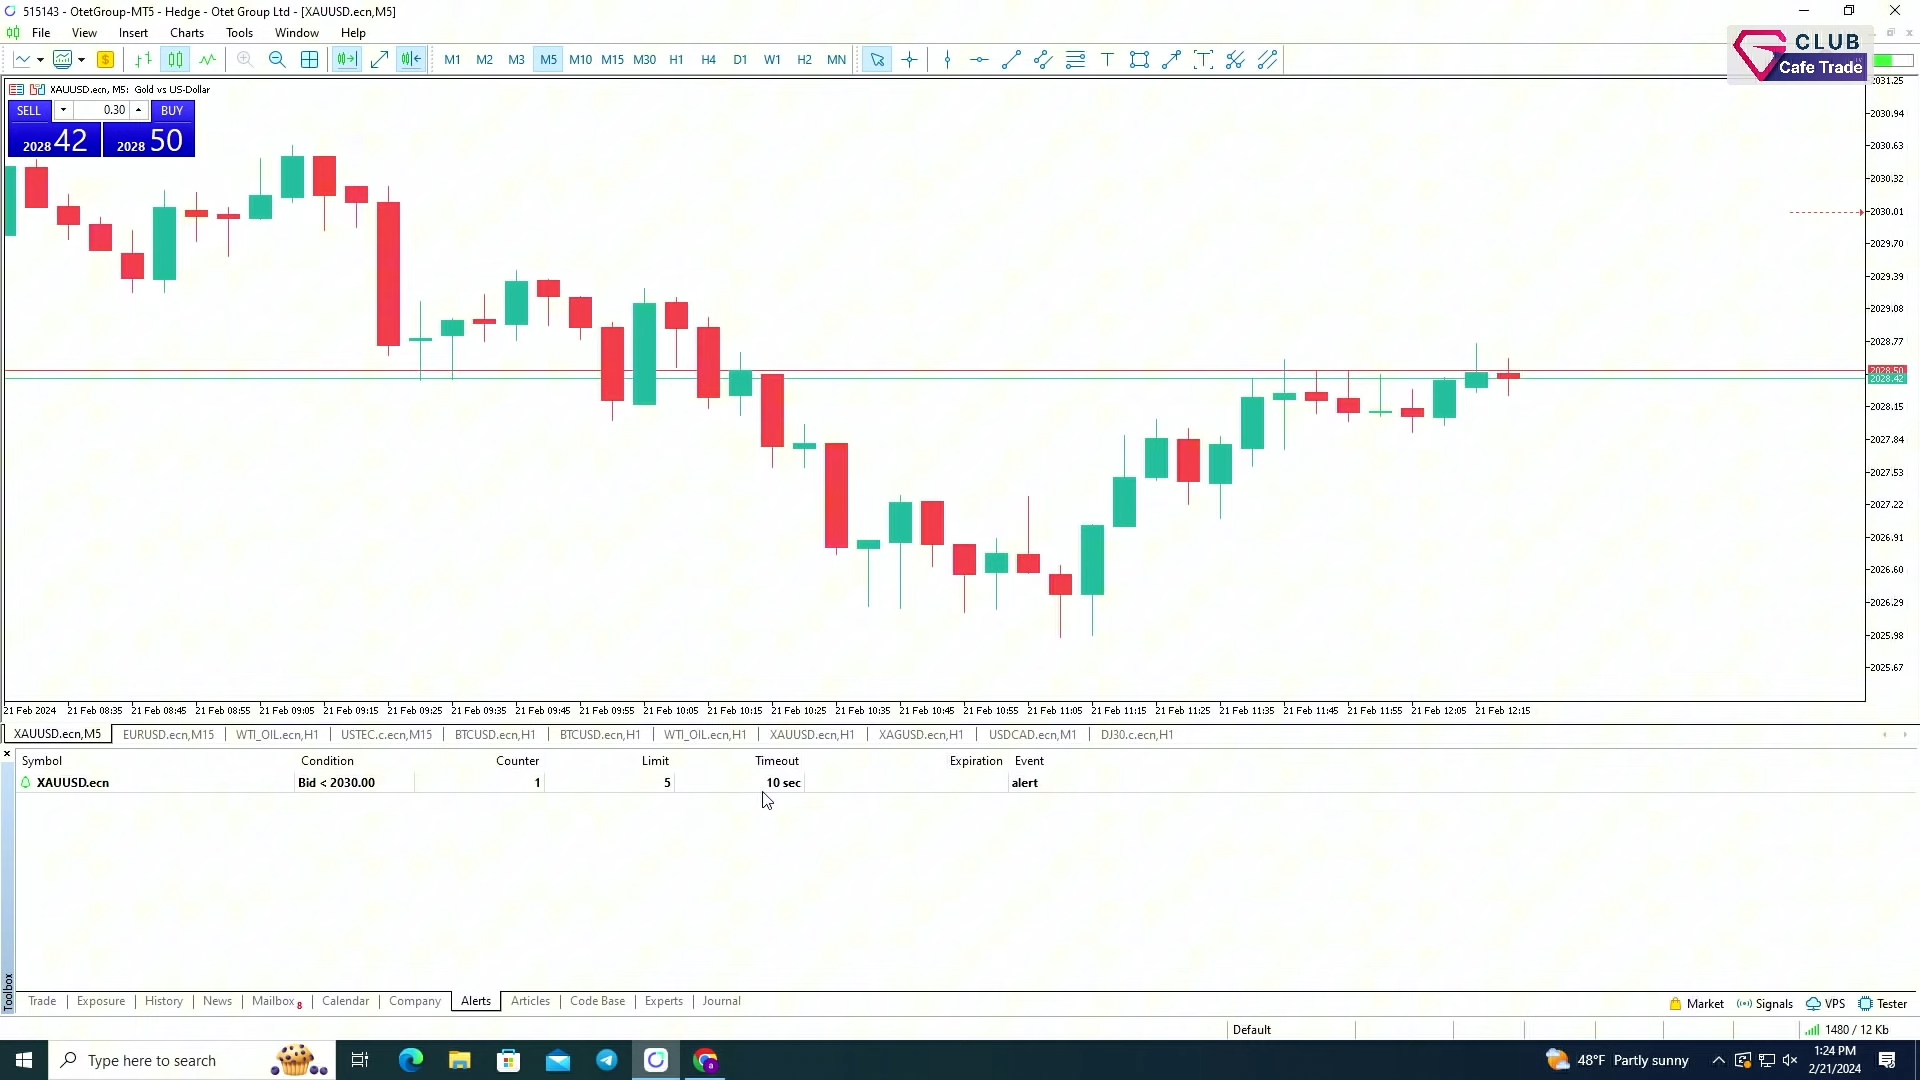 515143 - OtetGroup-MT5 - Hedge - Otet Group Ltd - [XAUUSD.ecn,M5]
File View Insert Charts Tools Window Help
M1 M2 M3 M5 M10 M15 M30 H1 H4 D1 W1 H2 MN
CLUB
Cafe Trade
XAUUSD.ecn, M5: Gold vs US-Dollar
SELL 0.30 BUY
2028 42 2028 50
2031.25
2030.94
2030.63
2030.32
2030.01
2029.70
2029.39
2029.08
2028.77
2028.50
2028.42
2028.15
2027.84
2027.53
2027.22
2026.91
2026.60
2026.29
2025.98
2025.67
21 Feb 2024 21 Feb 08:35 21 Feb 08:45 21 Feb 08:55 21 Feb 09:05 21 Feb 09:15 21 Feb 09:25 21 Feb 09:35 21 Feb 09:45 21 Feb 09:55 21 Feb 10:05 21 Feb 10:15 21 Feb 10:25 21 Feb 10:35 21 Feb 10:45 21 Feb 10:55 21 Feb 11:05 21 Feb 11:15 21 Feb 11:25 21 Feb 11:35 21 Feb 11:45 21 Feb 11:55 21 Feb 12:05 21 Feb 12:15
XAUUSD.ecn,M5 EURUSD.ecn,M15 WTI_OIL.ecn,H1 USTEC.c.ecn,M15 BTCUSD.ecn,H1 BTCUSD.ecn,H1 WTI_OIL.ecn,H1 XAUUSD.ecn,H1 XAGUSD.ecn,H1 USDCAD.ecn,M1 DJ30.c.ecn,H1
Symbol Condition Counter Limit Timeout Expiration Event
XAUUSD.ecn Bid < 2030.00 1 5 10 sec alert
Toolbox
Trade Exposure History News Mailbox 8 Calendar Company Alerts Articles Code Base Experts Journal
Market Signals VPS Tester
Default 1480 / 12 Kb
Type here to search 48°F Partly sunny 1:24 PM
2/21/2024